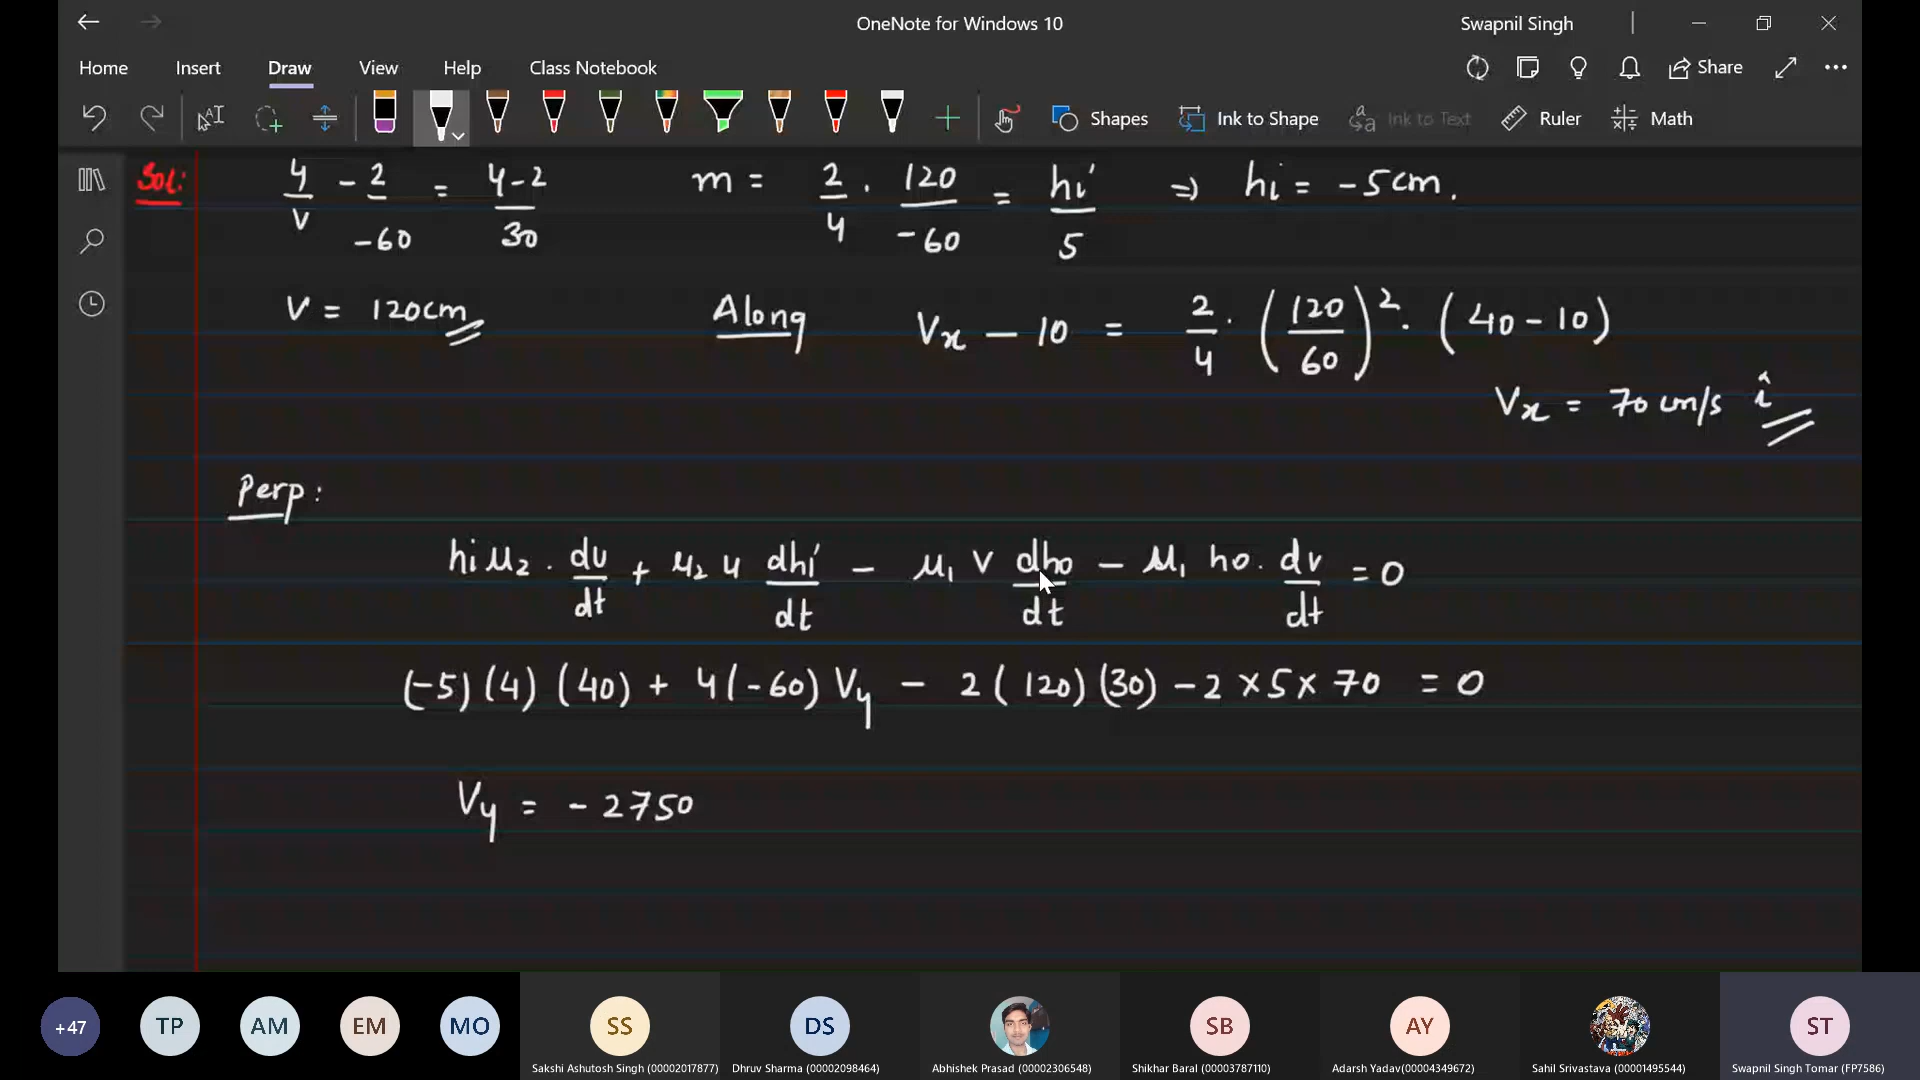 OneNote for Windows 10
Swapnil Singh
Home Insert Draw View Help Class Notebook
Share
Shapes Ink to Shape Ink to Text Ruler Math
Sol:
4/v - 2/-60 = 4-2/30
m = 2/4 . 120/-60 = hi'/5 ⇒ hi = -5cm.
V = 120cm
Along Vx - 10 = 2/4 . (120/60)² . (40-10)
Vx = 70 cm/s î
Perp:
hi μ2 . du/dt + μ2 u dhi'/dt - μ1 v dho/dt - μ1 ho . dv/dt = 0
(-5)(4)(40) + 4(-60) Vy - 2(120)(30) - 2×5×70 = 0
Vy = - 2750
+47 TP AM EM MO SS DS SB AY ST
Sakshi Ashutosh Singh (00002017877) Dhruv Sharma (00002098464) Abhishek Prasad (00002306548) Shikhar Baral (00003787110) Adarsh Yadav(00004349672) Sahil Srivastava (00001495544) Swapnil Singh Tomar (FP7586)